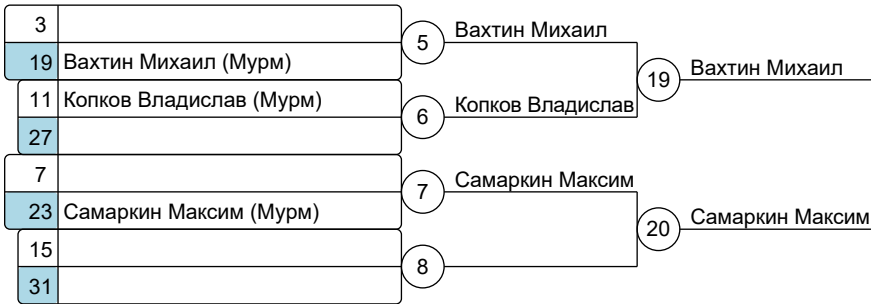 3
5
Вахтин Михаил
19 Вахтин Михаил (Мурм)
19
Вахтин Михаил
11 Копков Владислав (Мурм)
6
Копков Владислав
27
7
7
Самаркин Максим
23 Самаркин Максим (Мурм)
20
Самаркин Максим
15
8
31